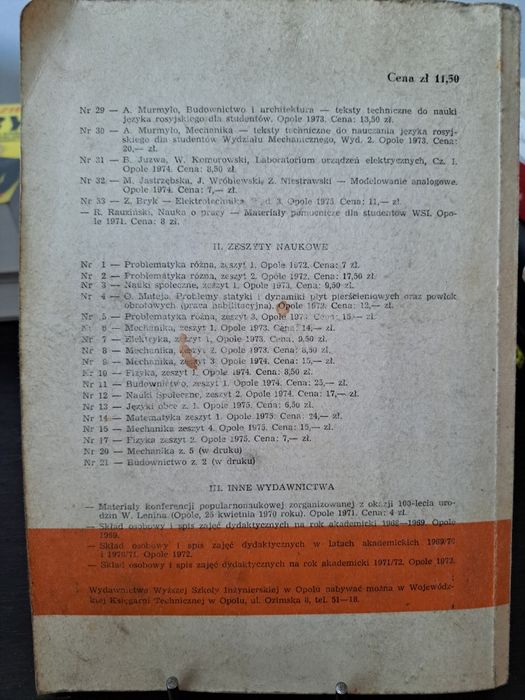 Cena zł 11,50
Nr 29 — A. Murmyło, Budownictwo i architektura — teksty techniczne do nauki
języka rosyjskiego dla studentów. Opole 1973. Cena: 13,50 zł.
Nr 30 — A. Murmyło, Mechanika — teksty techniczne do nauczania języka rosyj-
skiego dla studentów Wydziału Mechanicznego, Wyd. 2. Opole 1973. Cena:
20,— zł.
Nr 31 — B. Juzwa, W. Komorowski, Laboratorium urządzeń elektrycznych, Cz. I.
Opole 1974. Cena: 8,50 zł.
Nr 32 — M. Jastrzębska, J. Wróblewski, Z. Niestrawski — Modelowanie analogowe.
Opole 1974. Cena: 7,— zł.
Nr 33 — Z. Bryk — Elektrotechnika d. 3. Opole 1975 Cena: 11,— zł.
— R. Rauziński, Nauka o pracy — Materiały pomocnicze dla studentów WSI. Opo-
le 1971. Cena: 8 zł.
II. ZESZYTY NAUKOWE
Nr 1 — Problematyka różna, zeszyt 1. Opole 1972. Cena: 7 zł.
Nr 2 — Problematyka różna, zeszyt 2. Opole 1972. Cena: 17,50 zł.
Nr 3 — Nauki społeczne, zeszyt 1. Opole 1973. Cena: 9,50 zł.
Nr 4 — O. Mateja, Problemy statyki i dynamiki płyt pierścieniowych oraz powłok
obrotowych (praca habilitacyjna). Opole 1973. Cena: 12,— zł.
Nr 5 — Problematyka różna, zeszyt 3, Opole 1973 Cena: 15,— zł.
Nr 6 — Mechanika, zeszyt 1. Opole 1973. Cena: 14,— zł.
Nr 7 — Elektryka, zeszyt 1, Opole 1973. Cena: 9,50 zł.
Nr 8 — Mechanika, zeszyt 2. Opole 1973. Cena: 8,50 zł.
Nr 9 — Mechanika, zeszyt 3. Opole 1974. Cena: 15,— zł.
Nr 10 — Fizyka, zeszyt 1. Opole 1974. Cena: 8,50 zł.
Nr 11 — Budownictwo, zeszyt 1. Opole 1974. Cena: 25,— zł.
Nr 12 — Nauki Społeczne, zeszyt 2. Opole 1974. Cena: 17,— zł.
Nr 13 — Języki obce z. 1. Opole 1975. Cena: 6,50 zł.
Nr 14 — Matematyka zeszyt 1. Opole 1975. Cena: 24,— zł.
Nr 15 — Mechanika zeszyt 4. Opole 1975. Cena: 15,— zł.
Nr 17 — Fizyka zeszyt 2. Opole 1975. Cena: 7,— zł.
Nr 20 — Mechanika z. 5 (w druku)
Nr 21 — Budownictwo z. 2 (w druku)
III. INNE WYDAWNICTWA
— Materiały konferencji popularnonaukowej zorganizowanej z okazji 100-lecia uro-
dzin W. Lenina (Opole, 25 kwietnia 1970 roku). Opole 1971. Cena: 4 zł.
— Skład osobowy i spis zajęć dydaktycznych na rok akademicki 1968—1969. Opole
1969.
— Skład osobowy i spis zajęć dydaktycznych w latach akademickich 1969/70
i 1970/71. Opole 1972.
— Skład osobowy i spis zajęć dydaktycznych na rok akademicki 1971/72. Opole 1972.
Wydawnictwa Wyższej Szkoły Inżynierskiej w Opolu nabywać można w Wojewódz-
kiej Księgarni Technicznej w Opolu, ul. Ozimska 8, tel. 51—18.